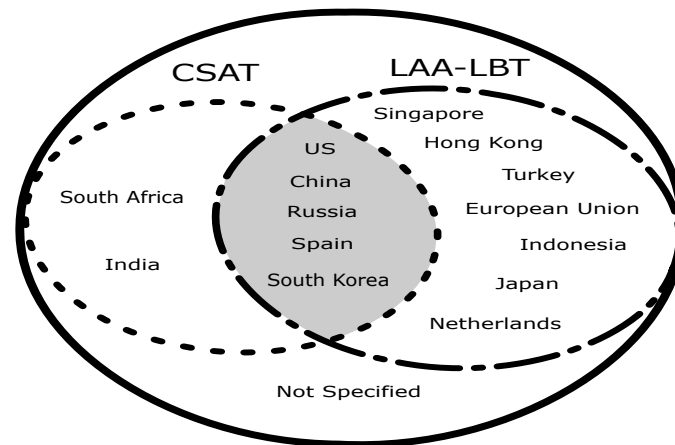 CSAT
LAA-LBT
Singapore
Hong Kong
US
Turkey
China
South Africa
Russia
European Union
Spain
Indonesia
India
South Korea
Japan
Netherlands
Not Specified